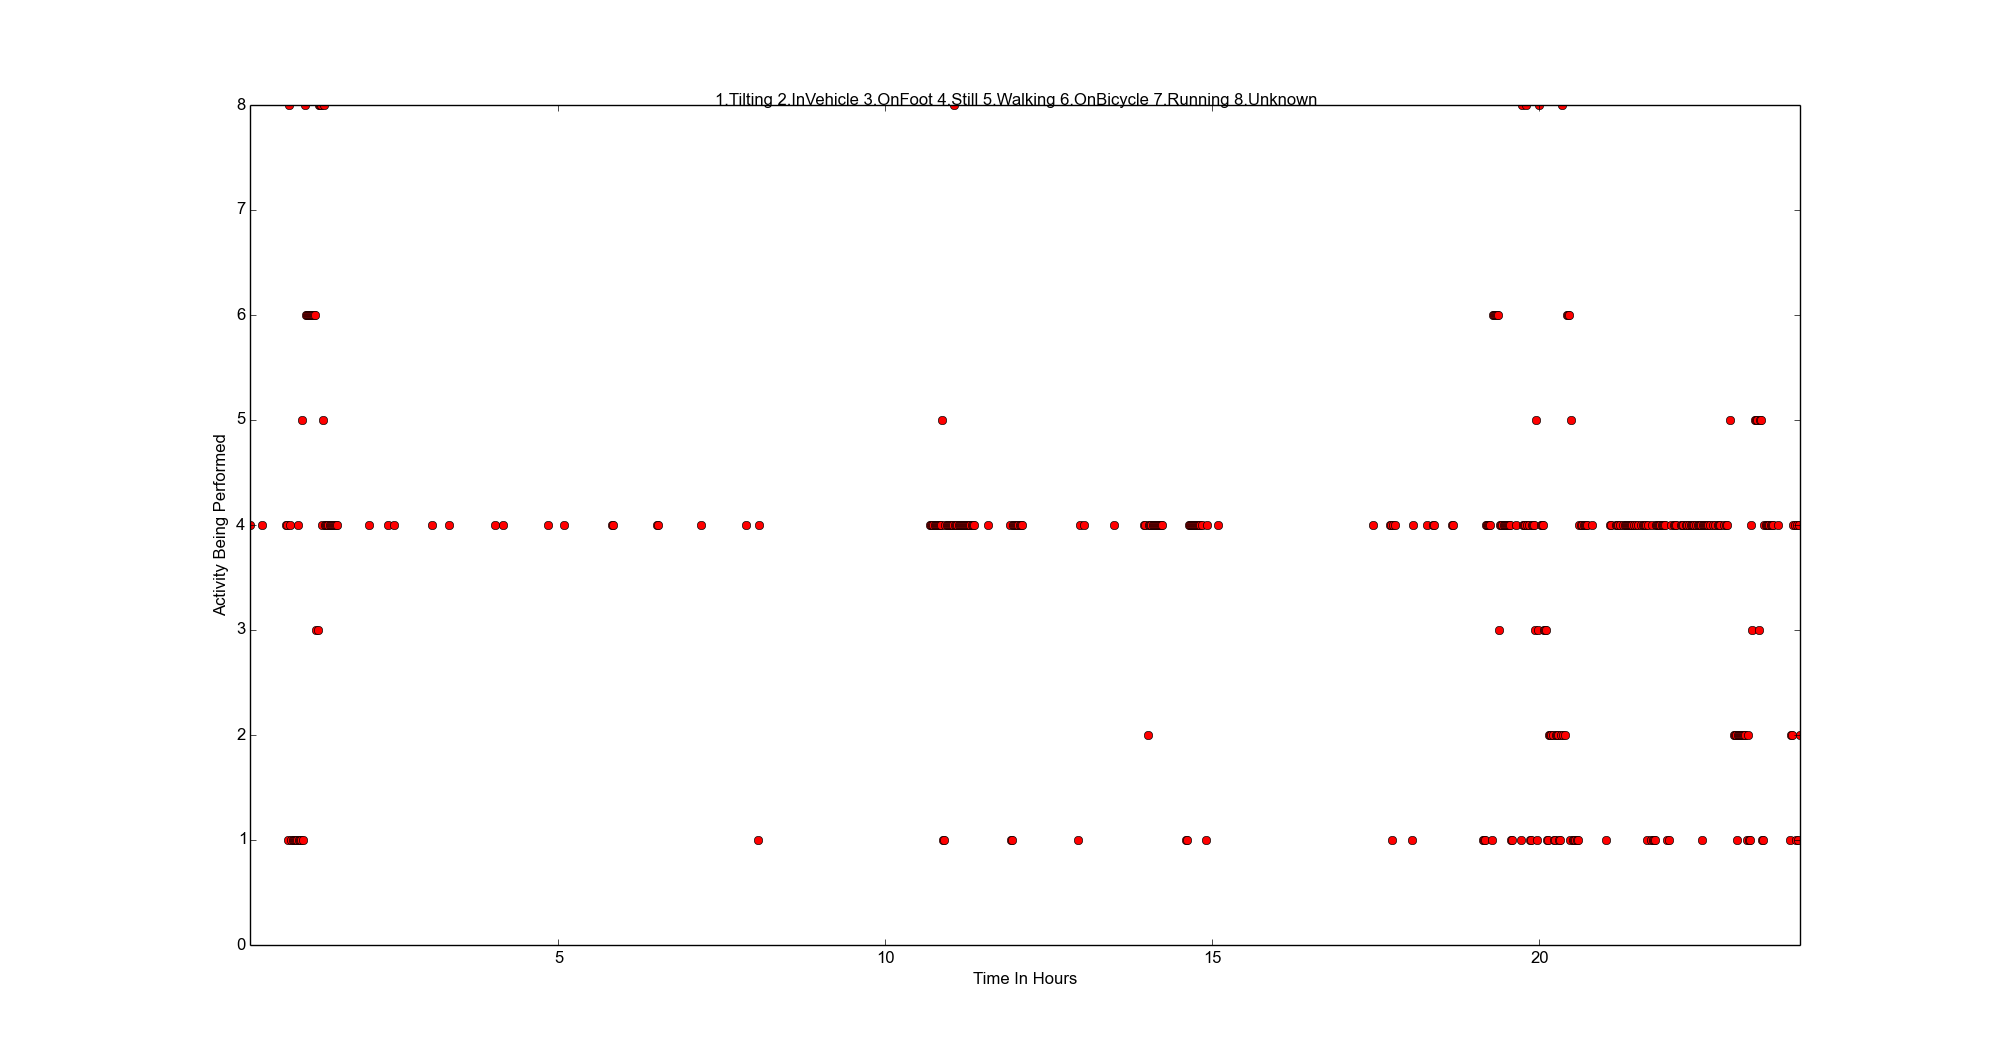 1.Tilting 2.InVehicle 3.OnFoot 4.Still 5.Walking 6.OnBicycle 7.Running 8.Unknown
8
7
6
5
4
3
2
1
0
Activity Being Performed
5 10 15 20
Time In Hours